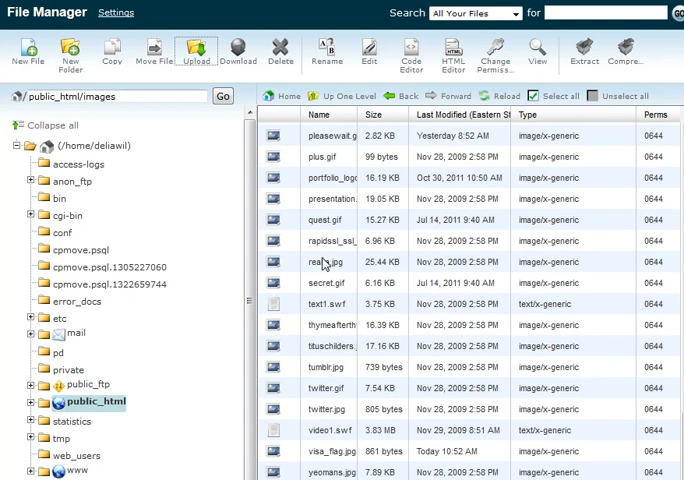 File Manager Settings Search All Your Files for GO
New File New Folder Copy Move File Upload Download Delete Rename Edit Code Editor HTML Editor Change Permiss... View Extract Compre...
/public_html/images Go Home Up One Level Back Forward Reload Select all Unselect all
Collapse all
(/home/deliawil)
access-logs
anon_ftp
bin
cgi-bin
conf
cpmove.psql
cpmove.psql.1305227060
cpmove.psql.1322659744
error_docs
etc
mail
pd
private
public_ftp
public_html
statistics
tmp
web_users
www
Name Size Last Modified (Eastern St Type Perms
pleasewait.g 2.82 KB Yesterday 8:52 AM image/x-generic 0644
plus.gif 99 bytes Nov 28, 2009 2:58 PM image/x-generic 0644
portfolio_logo 16.19 KB Oct 30, 2011 10:50 AM image/x-generic 0644
presentation. 19.05 KB Nov 28, 2009 2:58 PM image/x-generic 0644
quest.gif 15.27 KB Jul 14, 2011 9:40 AM image/x-generic 0644
rapidssl_ssl_ 6.96 KB Nov 28, 2009 2:58 PM image/x-generic 0644
25.44 KB Nov 28, 2009 2:58 PM image/x-generic 0644
secret.gif 6.16 KB Jul 14, 2011 9:40 AM image/x-generic 0644
text1.swf 3.75 KB Nov 28, 2009 2:58 PM text/x-generic 0644
thymeafterth 16.39 KB Nov 28, 2009 2:58 PM image/x-generic 0644
tituschilders. 17.16 KB Nov 28, 2009 2:58 PM image/x-generic 0644
tumblr.jpg 739 bytes Nov 28, 2009 2:58 PM image/x-generic 0644
twitter.gif 7.54 KB Nov 28, 2009 2:58 PM image/x-generic 0644
twitter.jpg 805 bytes Nov 28, 2009 2:58 PM image/x-generic 0644
video1.swf 3.83 MB Nov 29, 2009 8:51 AM text/x-generic 0644
visa_flag.jpg 861 bytes Today 10:52 AM image/x-generic 0644
yeomans.jpg 7.89 KB Nov 28, 2009 2:58 PM image/x-generic 0644